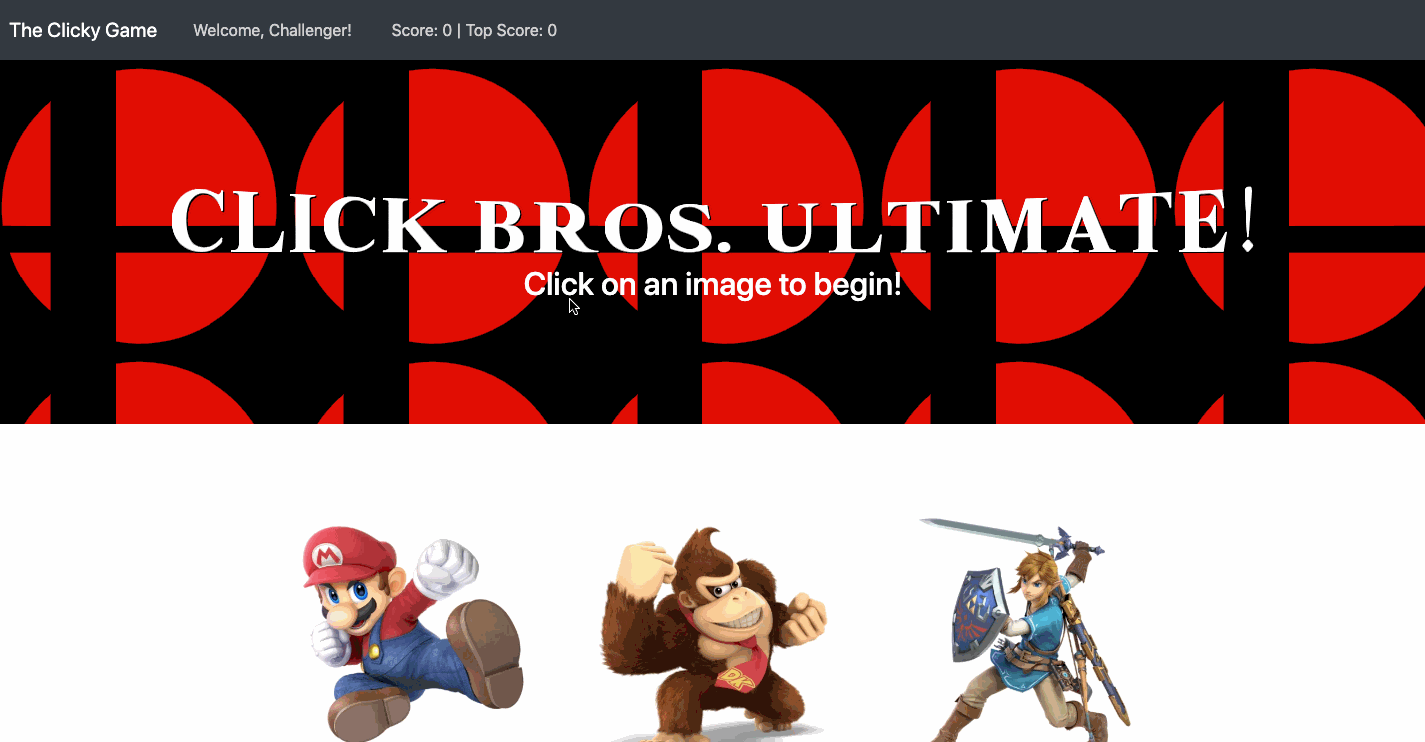 The Clicky Game Welcome, Challenger! Score: 0 | Top Score: 0
CLICK BROS. ULTIMATE!
Click on an image to begin!
M
DK